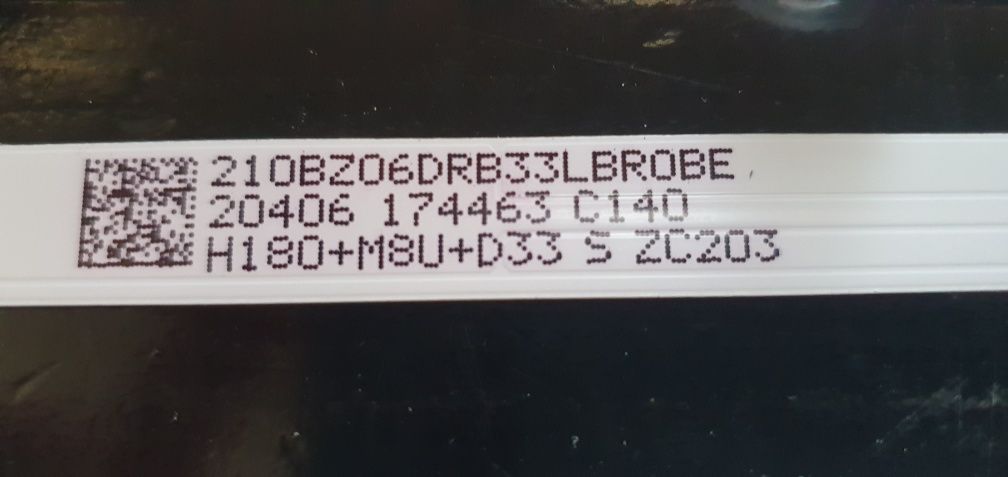 210BZ06DRB33LBR0BE
20406 174463 C140
H180+M8U+D33 S ZC203